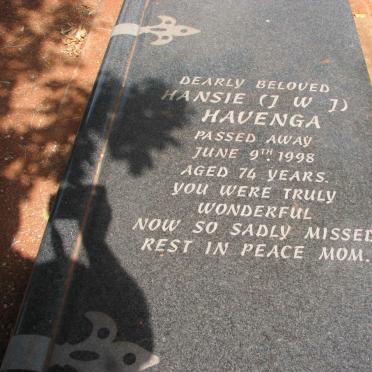 DEARLY BELOVED
HANSIE (J W J)
HAVENGA
PASSED AWAY
JUNE 9TH 1998
AGED 74 YEARS.
YOU WERE TRULY
WONDERFUL
NOW SO SADLY MISSED
REST IN PEACE MOM.